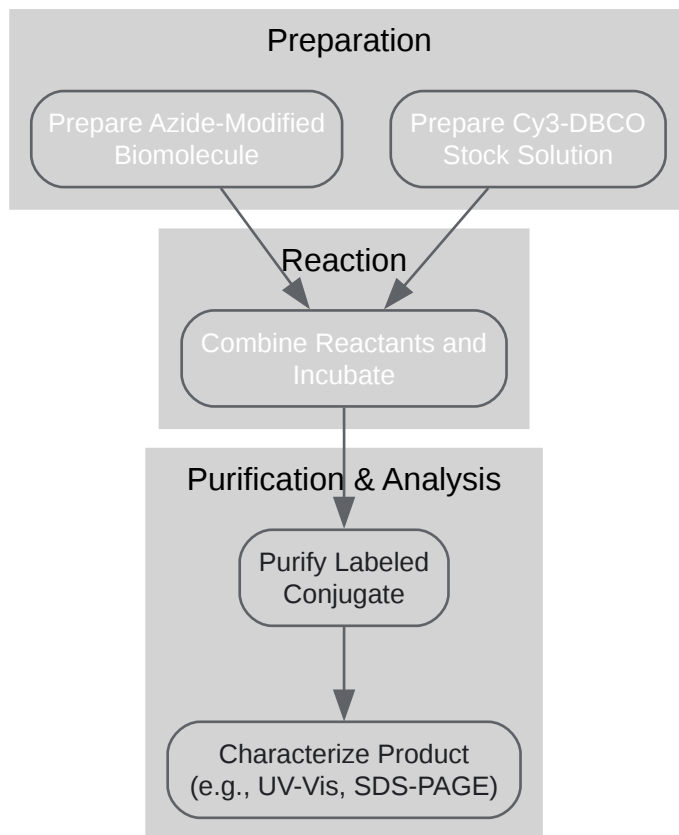 Preparation
Prepare Azide-Modified
Biomolecule
Prepare Cy3-DBCO
Stock Solution
Reaction
Combine Reactants and
Incubate
Purification & Analysis
Purify Labeled
Conjugate
Characterize Product
(e.g., UV-Vis, SDS-PAGE)